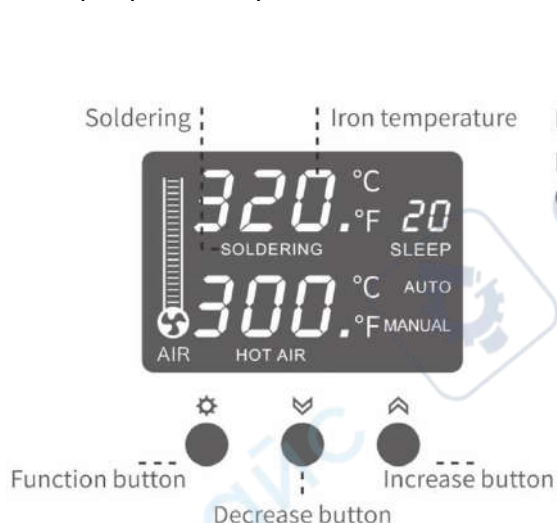 Soldering
Iron temperature
320.
°C
°F
20
SOLDERING
SLEEP
300.
°C
AUTO
°F
MANUAL
AIR
HOT AIR
Function button
Increase button
Decrease button